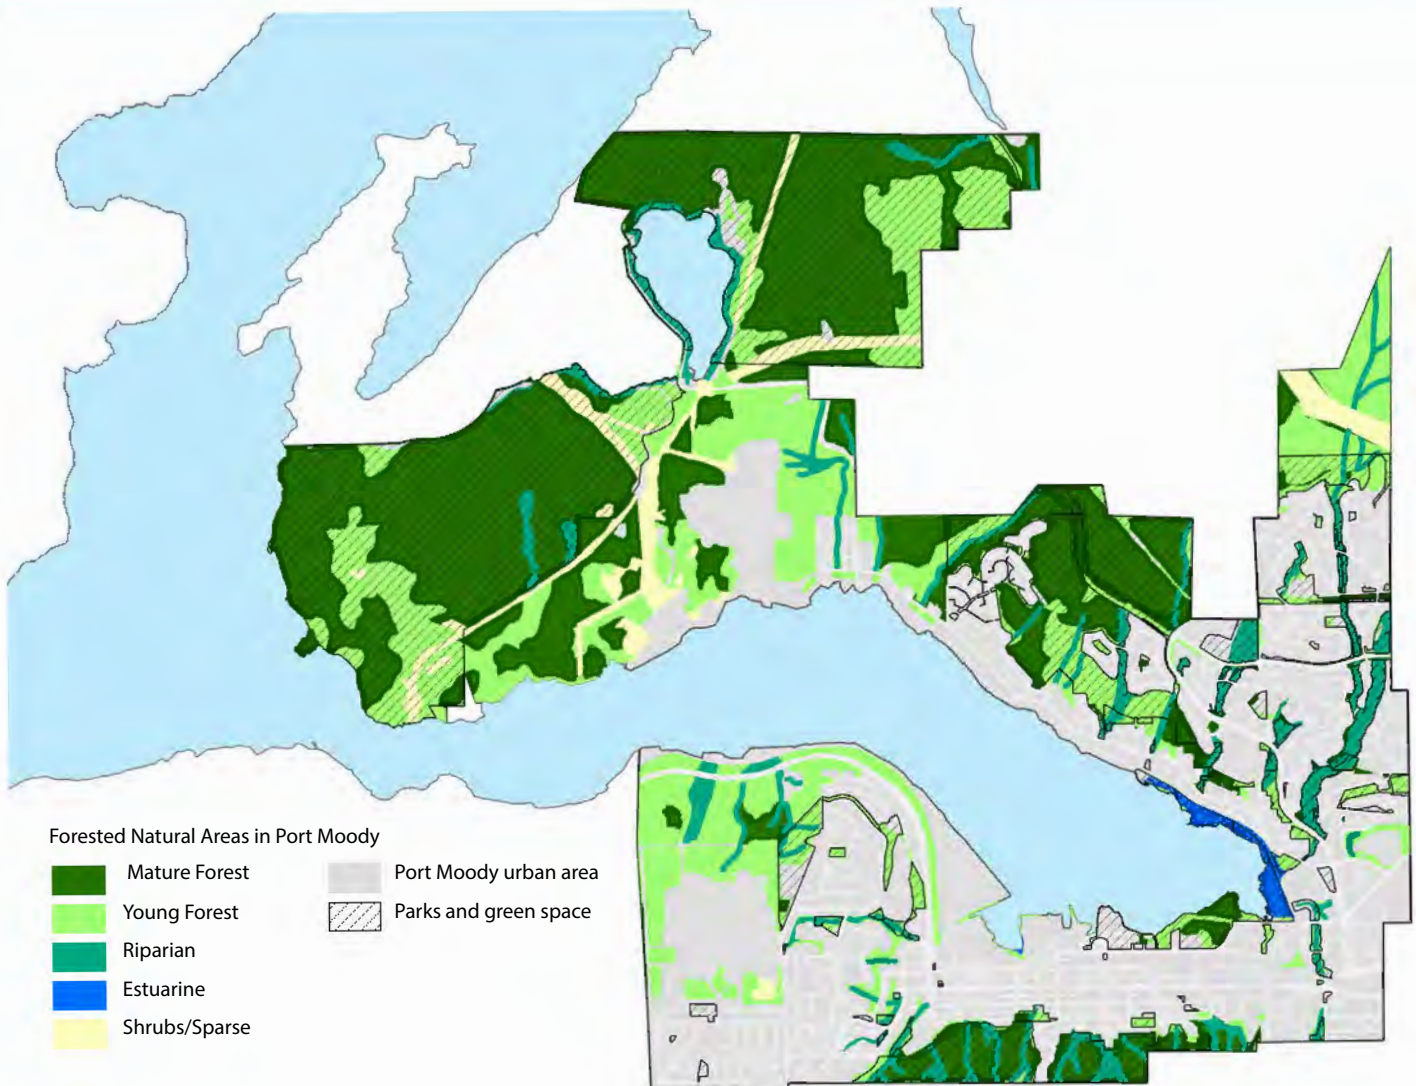 Forested Natural Areas in Port Moody
Mature Forest
Young Forest
Riparian
Estuarine
Shrubs/Sparse
Port Moody urban area
Parks and green space